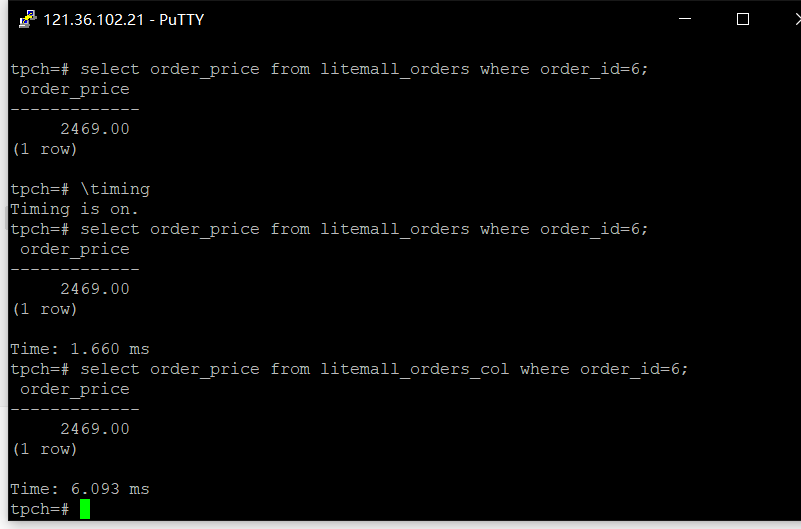 121.36.102.21 - PuTTY
tpch=# select order_price from litemall_orders where order_id=6;
 order_price
-------------
     2469.00
(1 row)
tpch=# \timing
Timing is on.
tpch=# select order_price from litemall_orders where order_id=6;
 order_price
-------------
     2469.00
(1 row)
Time: 1.660 ms
tpch=# select order_price from litemall_orders_col where order_id=6;
 order_price
-------------
     2469.00
(1 row)
Time: 6.093 ms
tpch=#